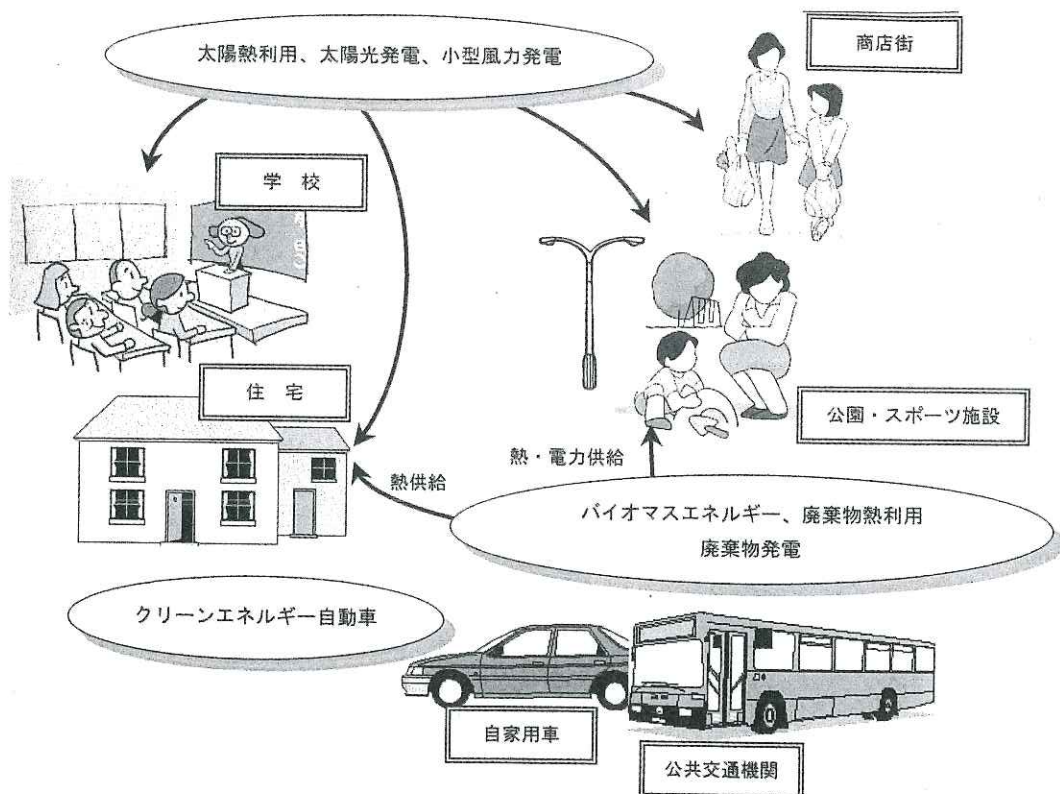 太陽熱利用、太陽光発電、小型風力発電
商店街
学 校
住 宅
公園・スポーツ施設
熱・電力供給
熱供給
バイオマスエネルギー、廃棄物熱利用
廃棄物発電
クリーンエネルギー自動車
自家用車
公共交通機関